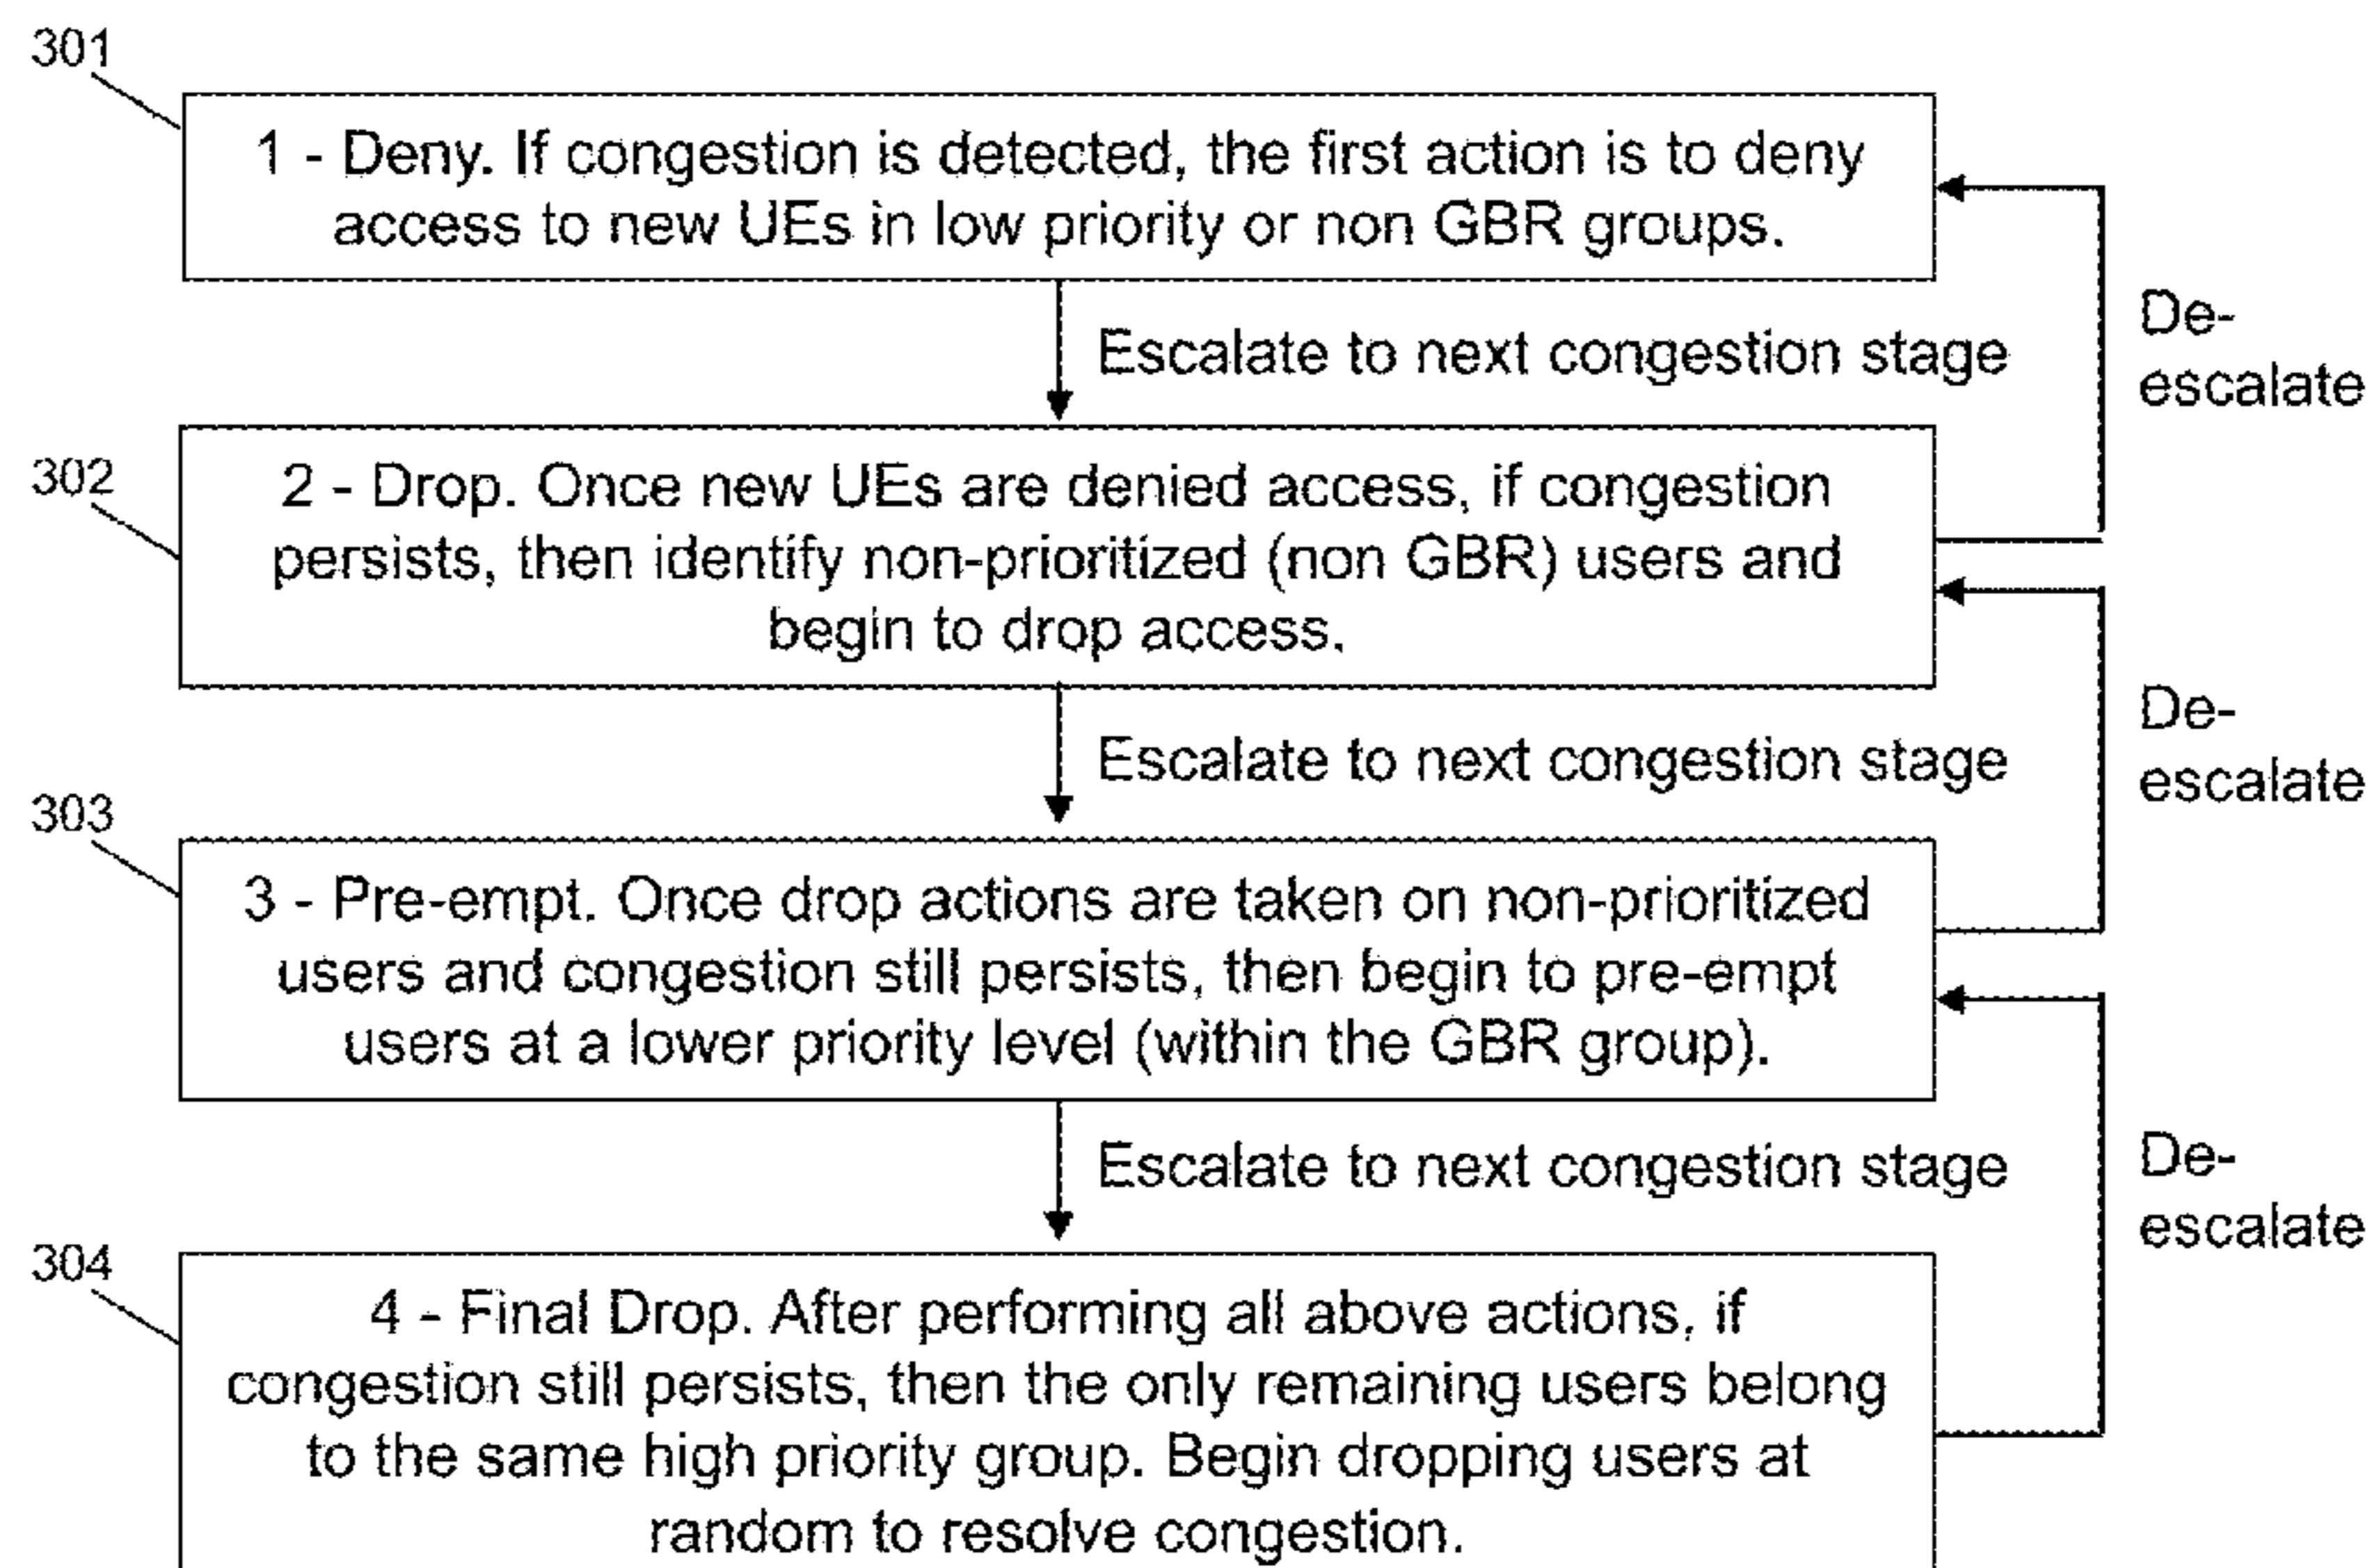 301
1 - Deny. If congestion is detected, the first action is to deny
access to new UEs in low priority or non GBR groups.
Escalate to next congestion stage
De-
escalate
302
2 - Drop. Once new UEs are denied access, if congestion
persists, then identify non-prioritized (non GBR) users and
begin to drop access.
Escalate to next congestion stage
De-
escalate
303
3 - Pre-empt. Once drop actions are taken on non-prioritized
users and congestion still persists, then begin to pre-empt
users at a lower priority level (within the GBR group).
Escalate to next congestion stage
De-
escalate
304
4 - Final Drop. After performing all above actions, if
congestion still persists, then the only remaining users belong
to the same high priority group. Begin dropping users at
random to resolve congestion.